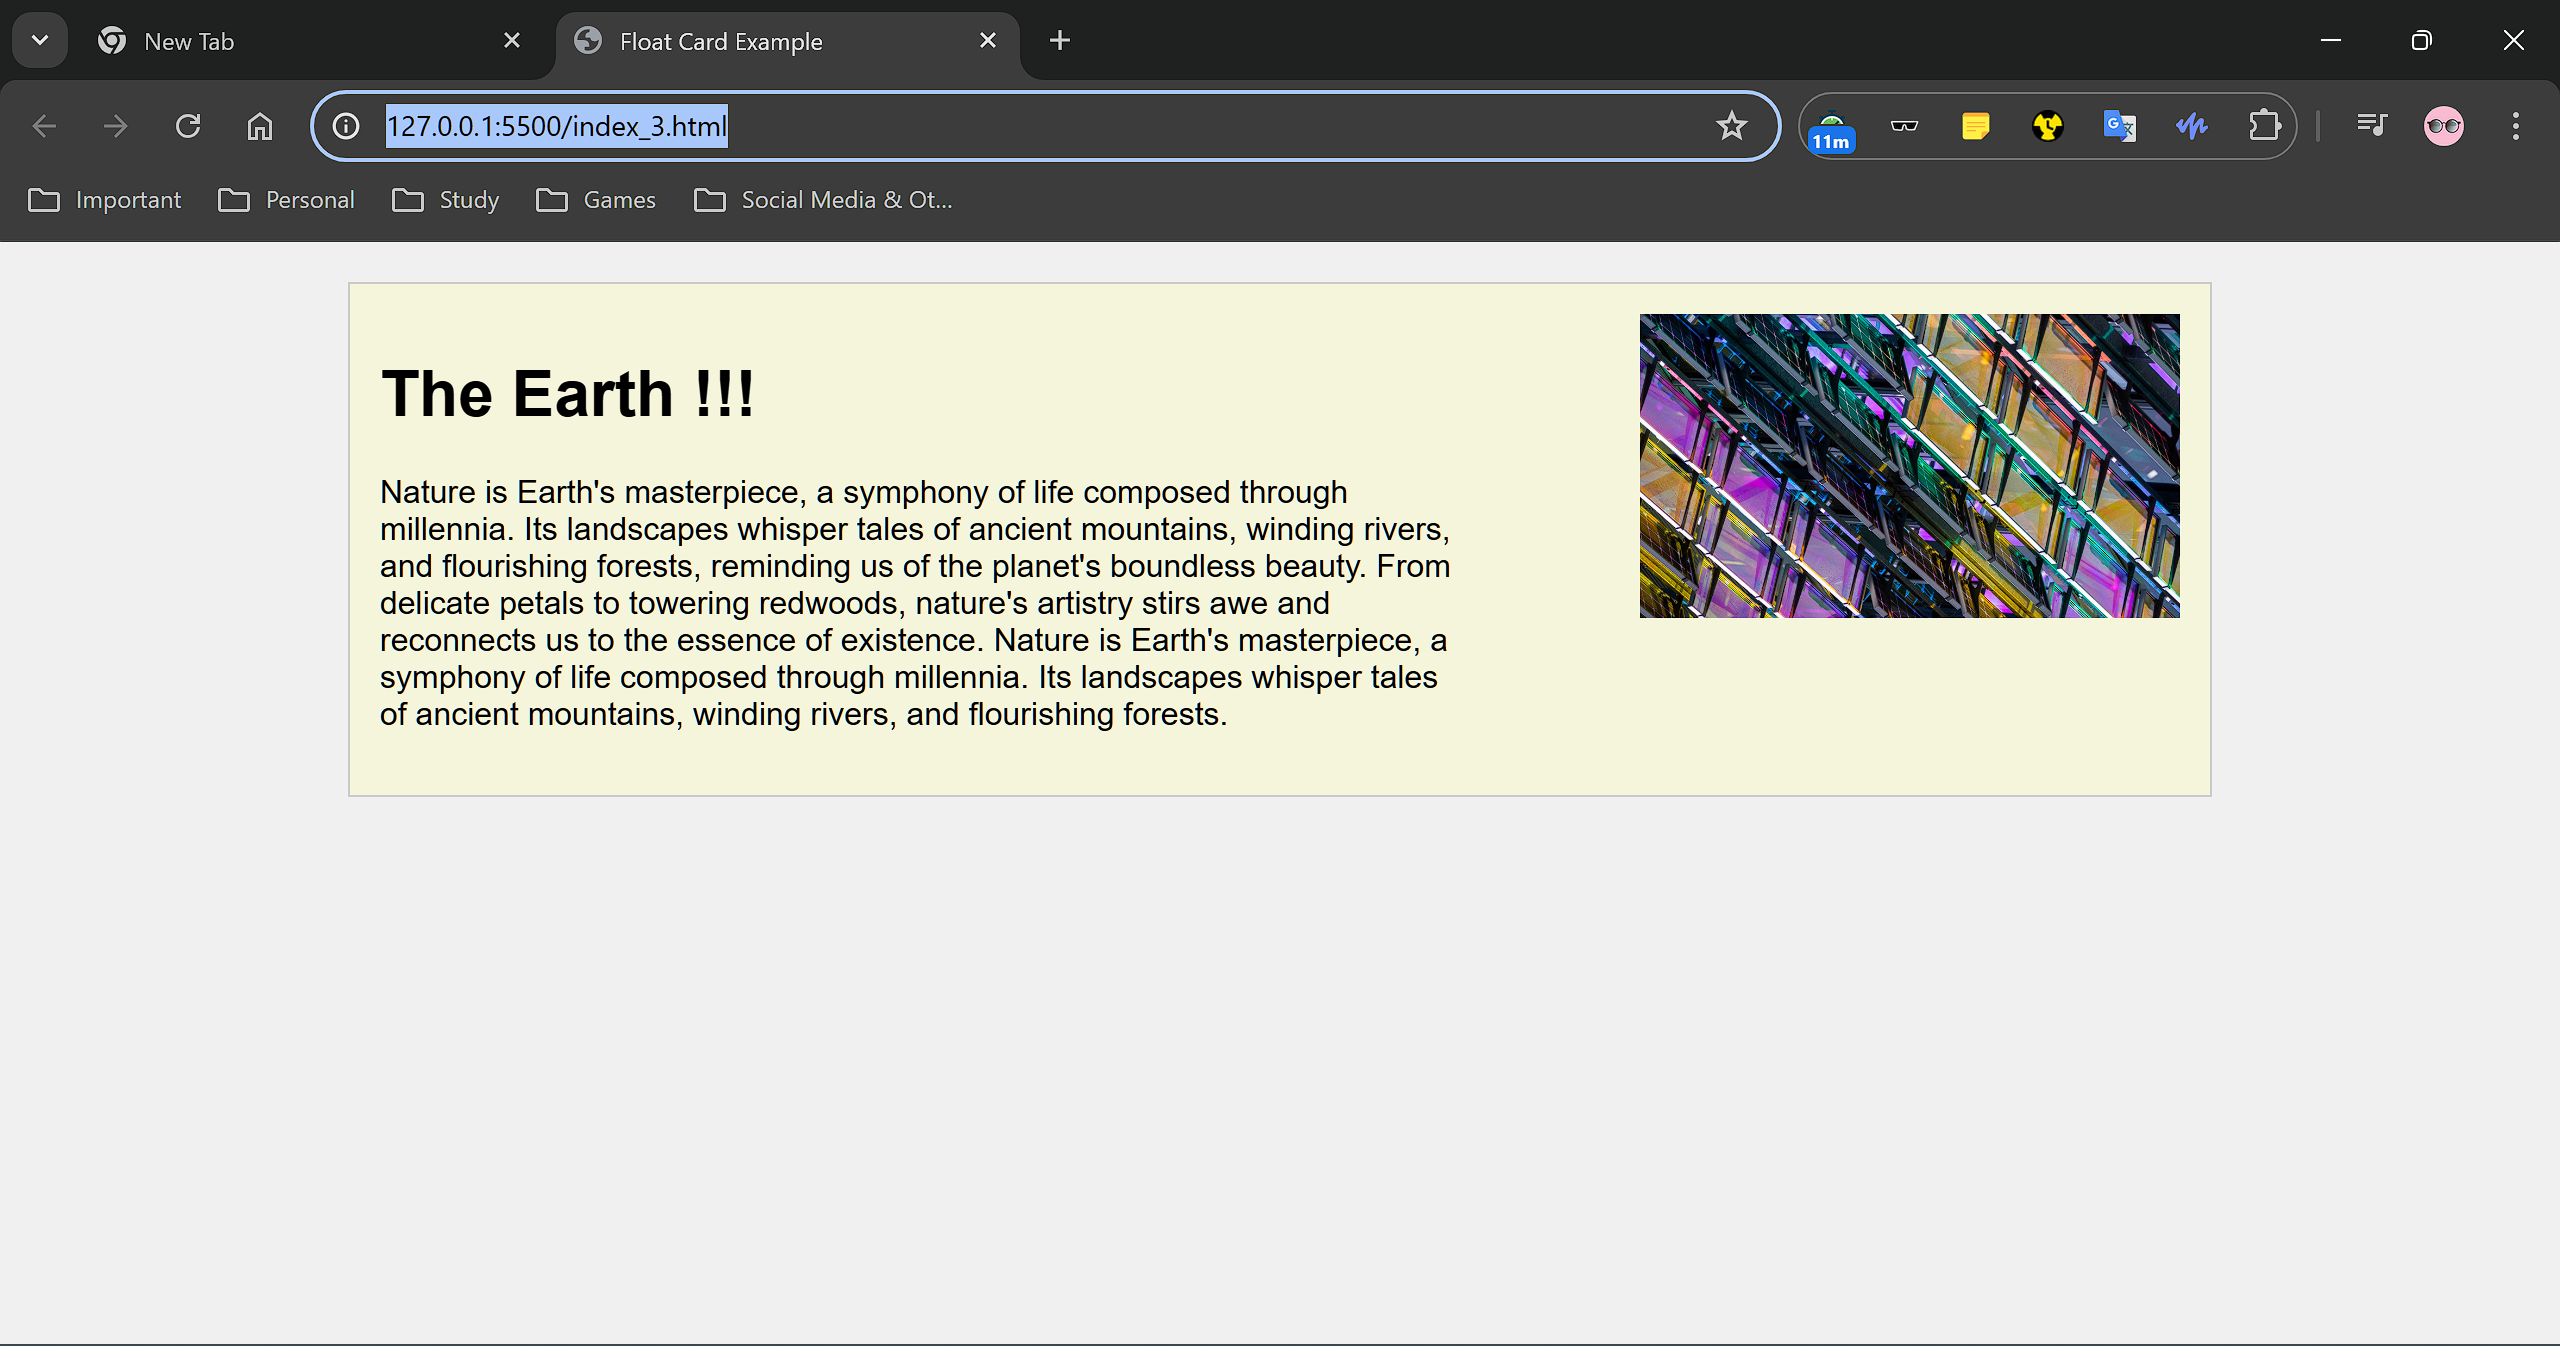 New Tab
Float Card Example
127.0.0.1:5500/index_3.html
11m
G
Important
Personal
Study
Games
Social Media & Ot...
The Earth !!!
Nature is Earth's masterpiece, a symphony of life composed through
millennia. Its landscapes whisper tales of ancient mountains, winding rivers,
and flourishing forests, reminding us of the planet's boundless beauty. From
delicate petals to towering redwoods, nature's artistry stirs awe and
reconnects us to the essence of existence. Nature is Earth's masterpiece, a
symphony of life composed through millennia. Its landscapes whisper tales
of ancient mountains, winding rivers, and flourishing forests.